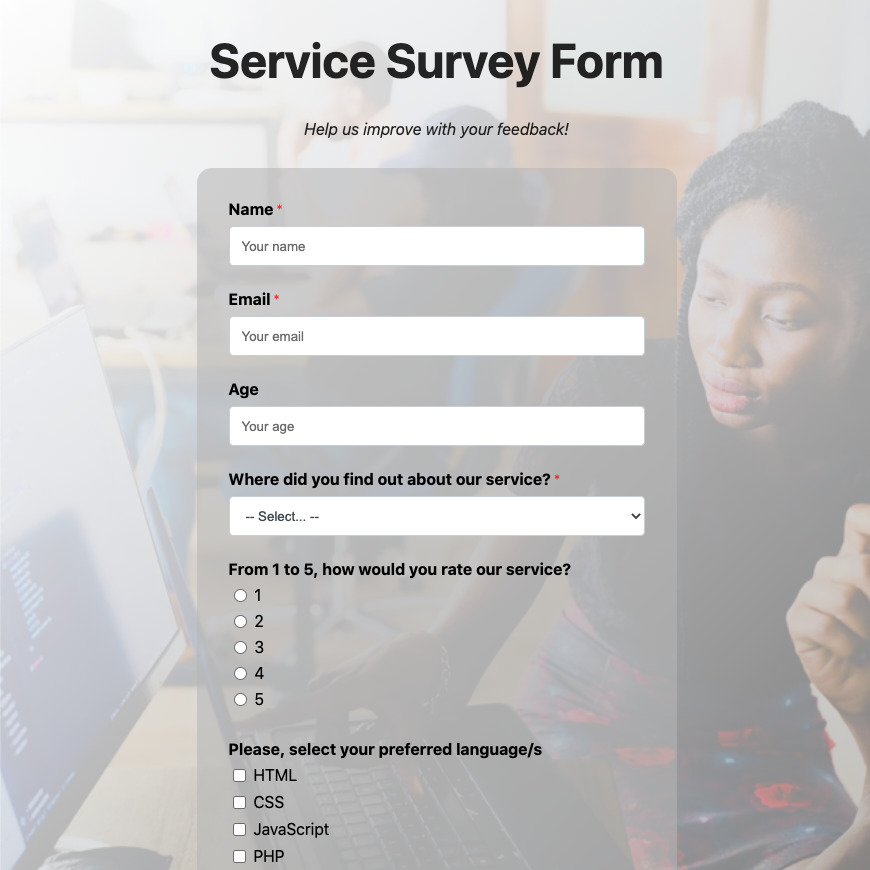 Service Survey Form
Help us improve with your feedback!
Name *
Your name
Email *
Your email
Age
Your age
Where did you find out about our service? *
-- Select... --
From 1 to 5, how would you rate our service?
1
2
3
4
5
Please, select your preferred language/s
HTML
CSS
JavaScript
PHP